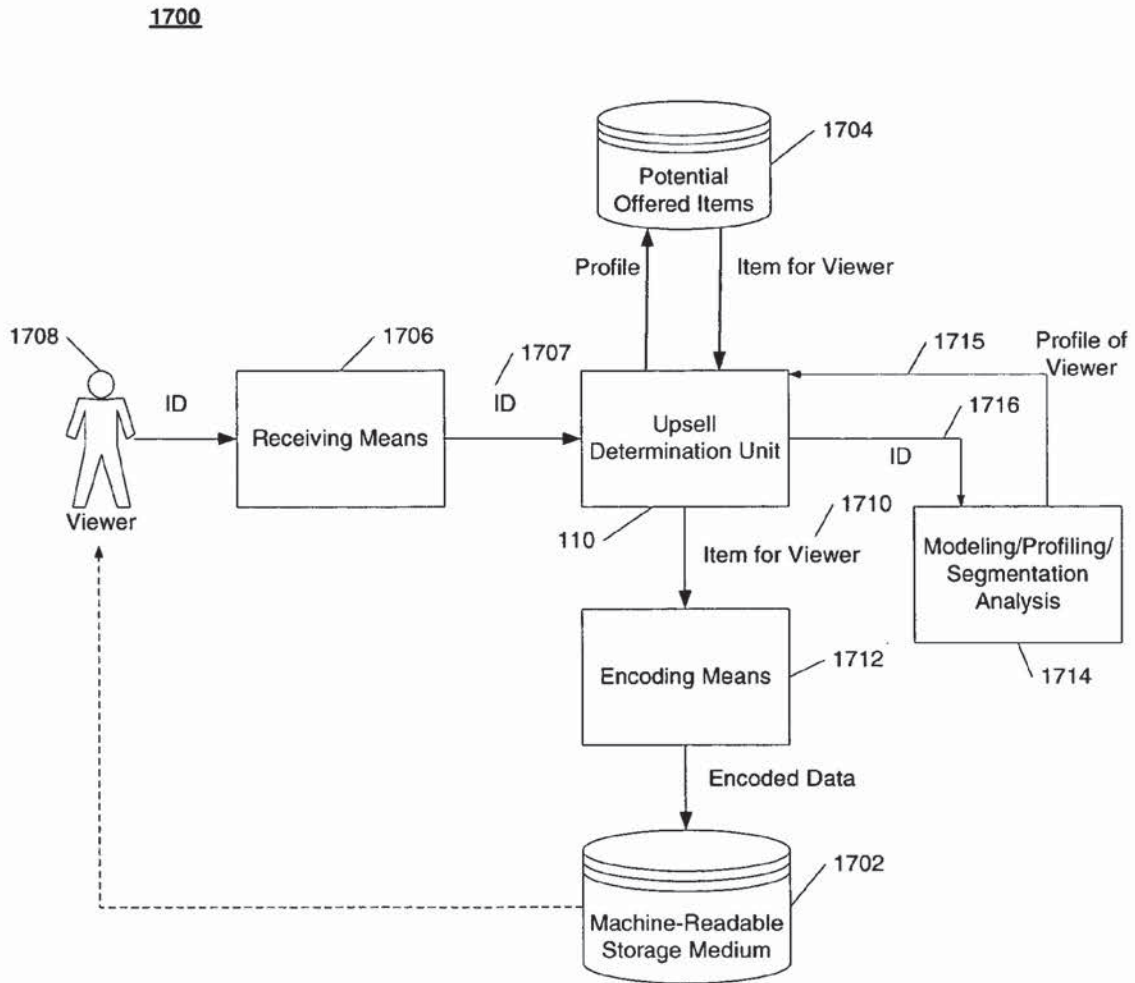 1700
1704
Potential
Offered Items
Profile
Item for Viewer
1708
1706
1707
1715
Profile of
Viewer
ID
Receiving Means
ID
Upsell
Determination Unit
1716
ID
Viewer
110
1710
Item for Viewer
Modeling/Profiling/
Segmentation
Analysis
Encoding Means
1712
1714
Encoded Data
1702
Machine-Readable
Storage Medium